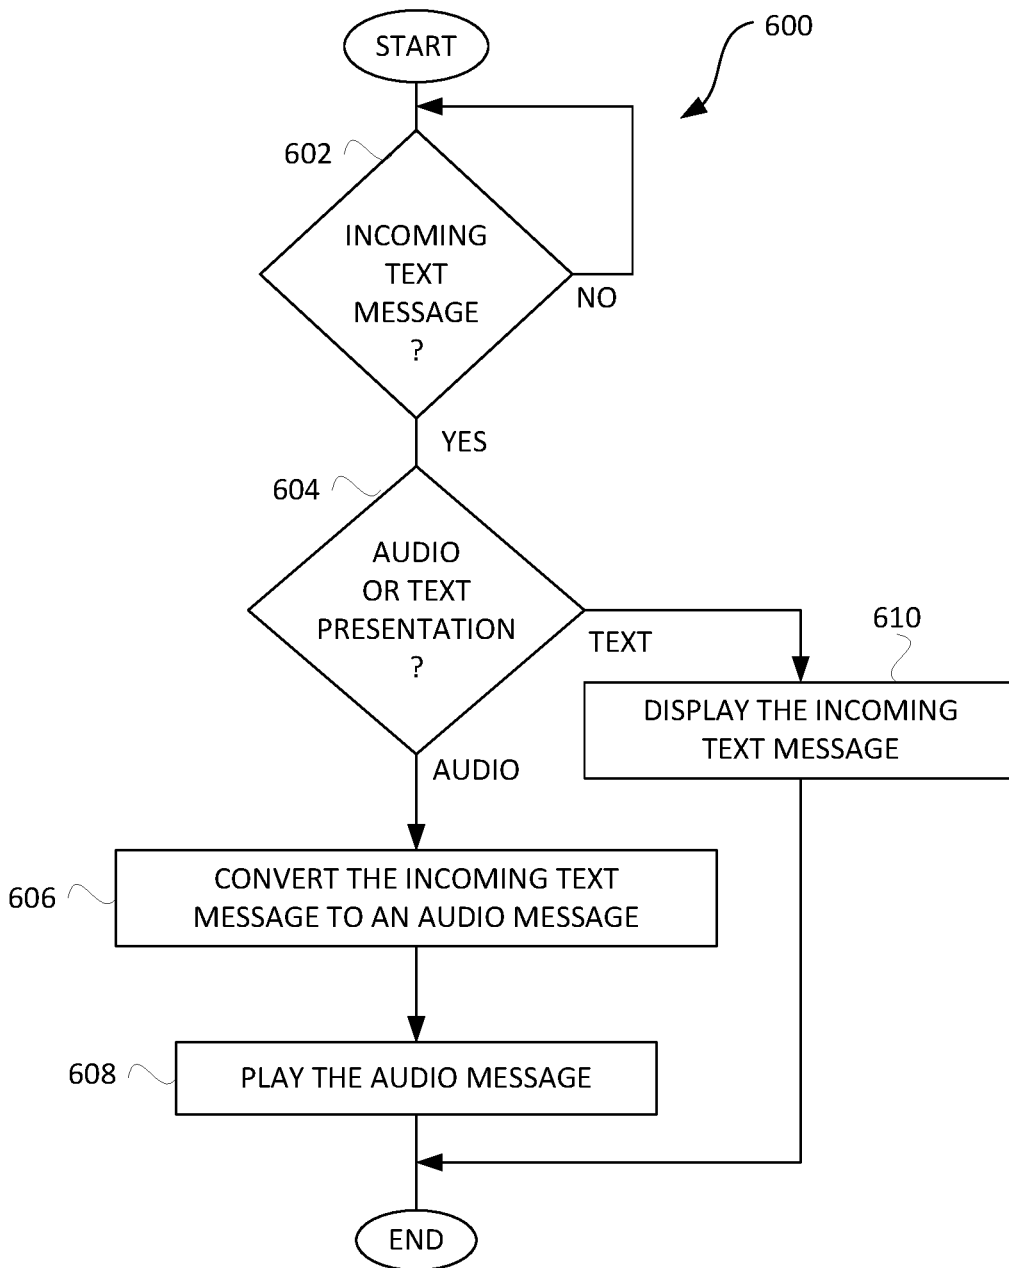 START
600
602
INCOMING
TEXT
MESSAGE
?
NO
YES
604
AUDIO
OR TEXT
PRESENTATION
?
TEXT
610
DISPLAY THE INCOMING
TEXT MESSAGE
AUDIO
606
CONVERT THE INCOMING TEXT
MESSAGE TO AN AUDIO MESSAGE
608
PLAY THE AUDIO MESSAGE
END